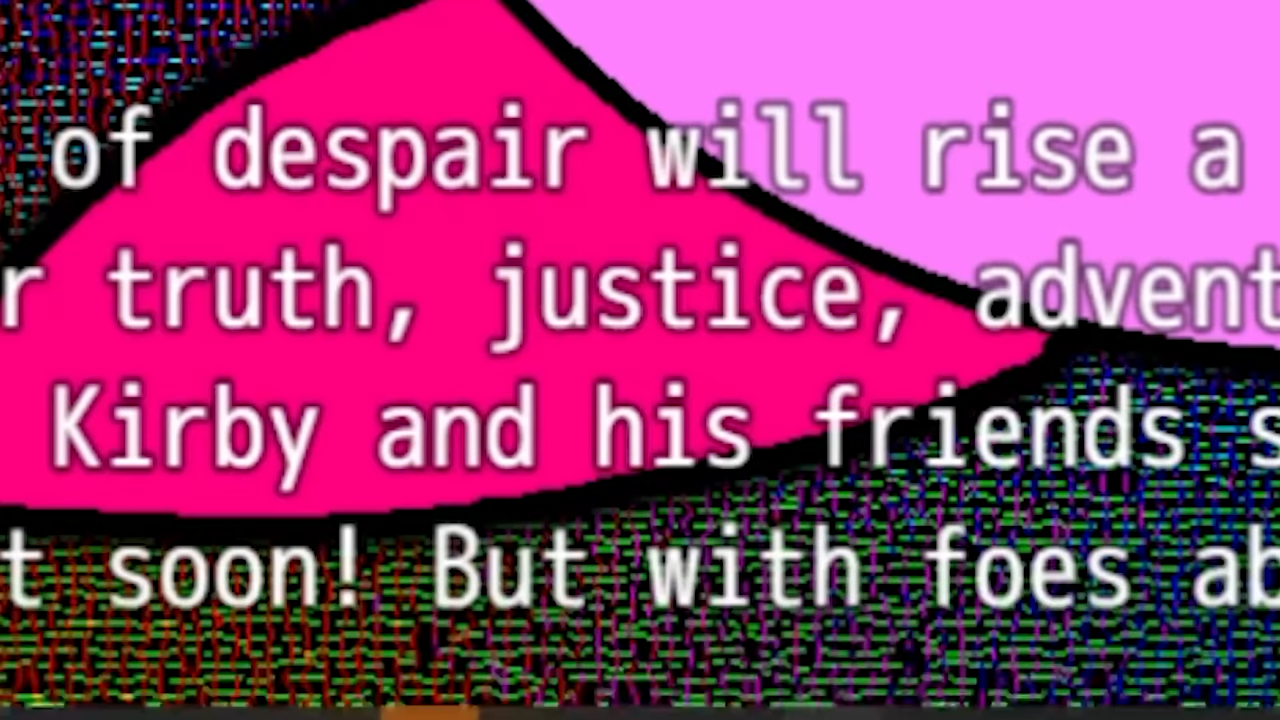 of despair will rise a
r truth, justice, advent
Kirby and his friends s
t soon! But with foes ab